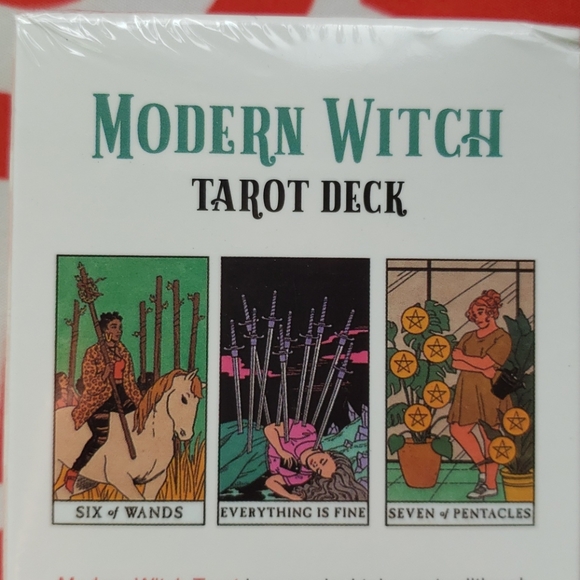 MODERN WITCH
TAROT DECK
SIX of WANDS
EVERYTHING IS FINE
SEVEN of PENTACLES